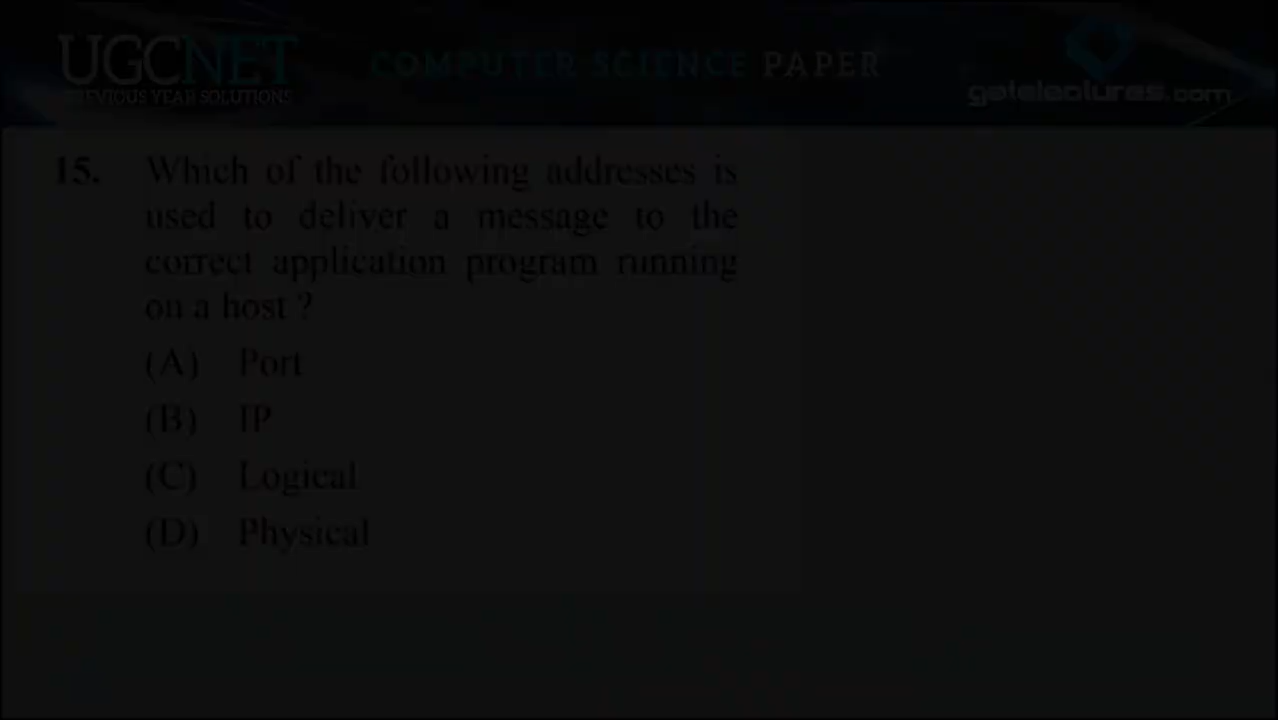 UGCNET
PREVIOUS YEAR SOLUTIONS
COMPUTER SCIENCE PAPER
gatelectures.com
15. Which of the following addresses is
used to deliver a message to the
correct application program running
on a host ?
(A) Port
(B) IP
(C) Logical
(D) Physical